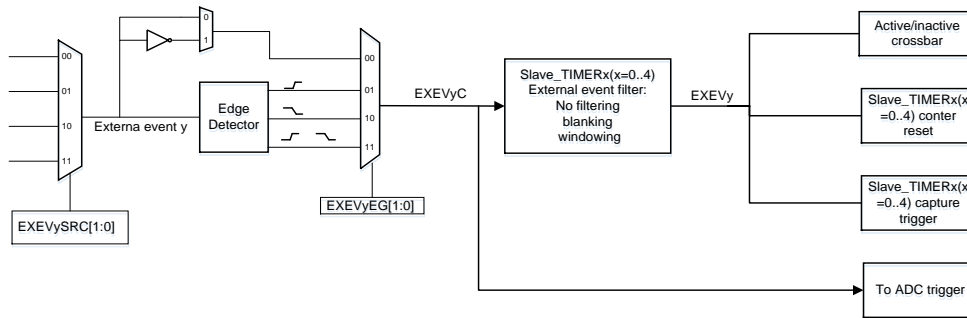 00
01
10
11
EXEVySRC[1:0]
Externa event y
0
1
Edge
Detector
00
01
10
11
EXEVyEG[1:0]
EXEVyC
Slave_TIMERx(x=0..4)
External event filter:
No filtering
blanking
windowing
EXEVy
Active/inactive
crossbar
Slave_TIMERx(x
=0..4) conter
reset
Slave_TIMERx(x
=0..4) capture
trigger
To ADC trigger